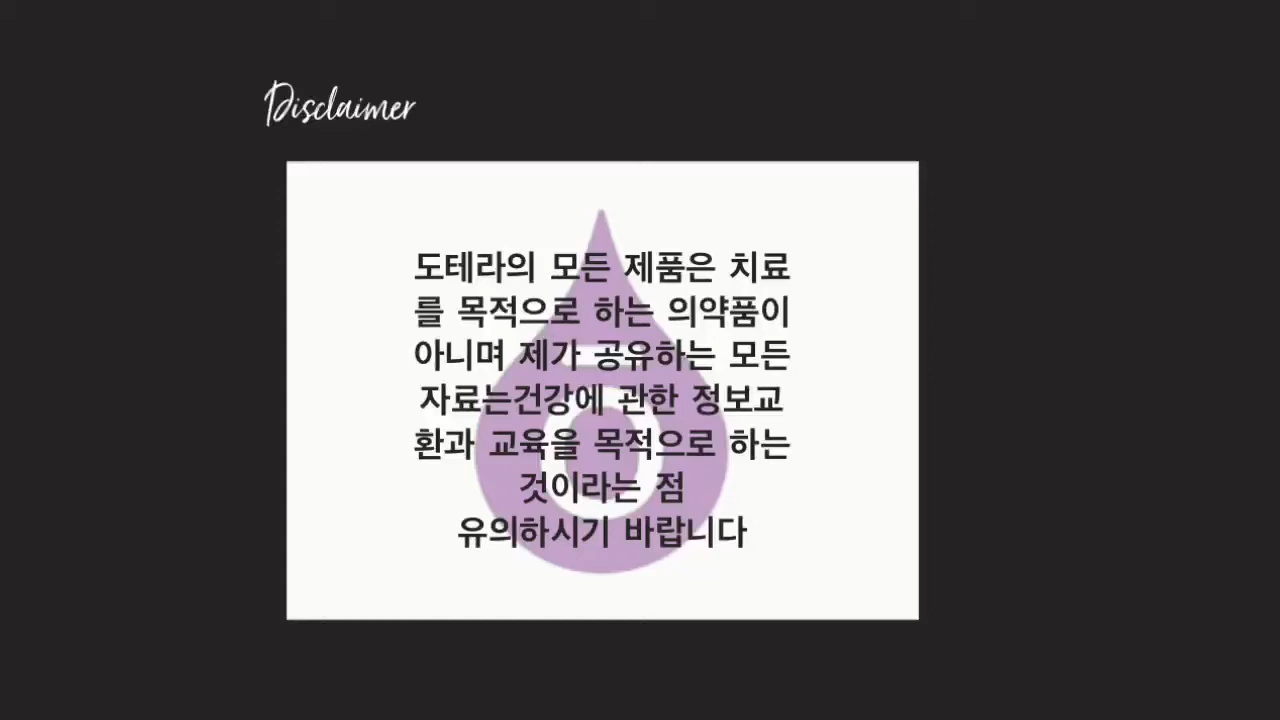 Disclaimer
도테라의 모든 제품은 치료
를 목적으로 하는 의약품이
아니며 제가 공유하는 모든
자료는건강에 관한 정보교
환과 교육을 목적으로 하는
것이라는 점
유의하시기 바랍니다